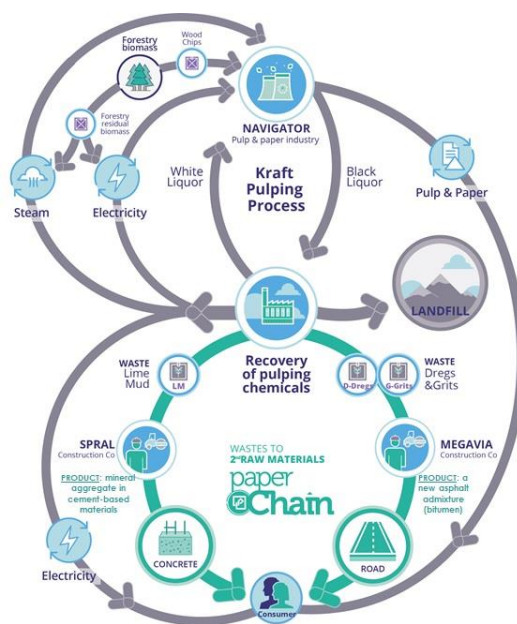 Forestry
biomass
Wood
Chips
Forestry
residual
biomass
NAVIGATOR
Pulp & paper industry
Steam
Electricity
White
Liquor
Kraft
Pulping
Process
Black
Liquor
Pulp & Paper
LANDFILL
WASTE
Lime
Mud
LM
Recovery
of pulping
chemicals
D-Dregs
G-Grits
WASTE
Dregs
&Grits
SPRAL
Construction Co
PRODUCT: mineral
aggregate in
cement-based
materials
WASTES TO
2nd RAW MATERIALS
paper
Chain
MEGAVIA
Construction Co
PRODUCT: a
new asphalt
admixture
(bitumen)
CONCRETE
ROAD
Electricity
Consumer